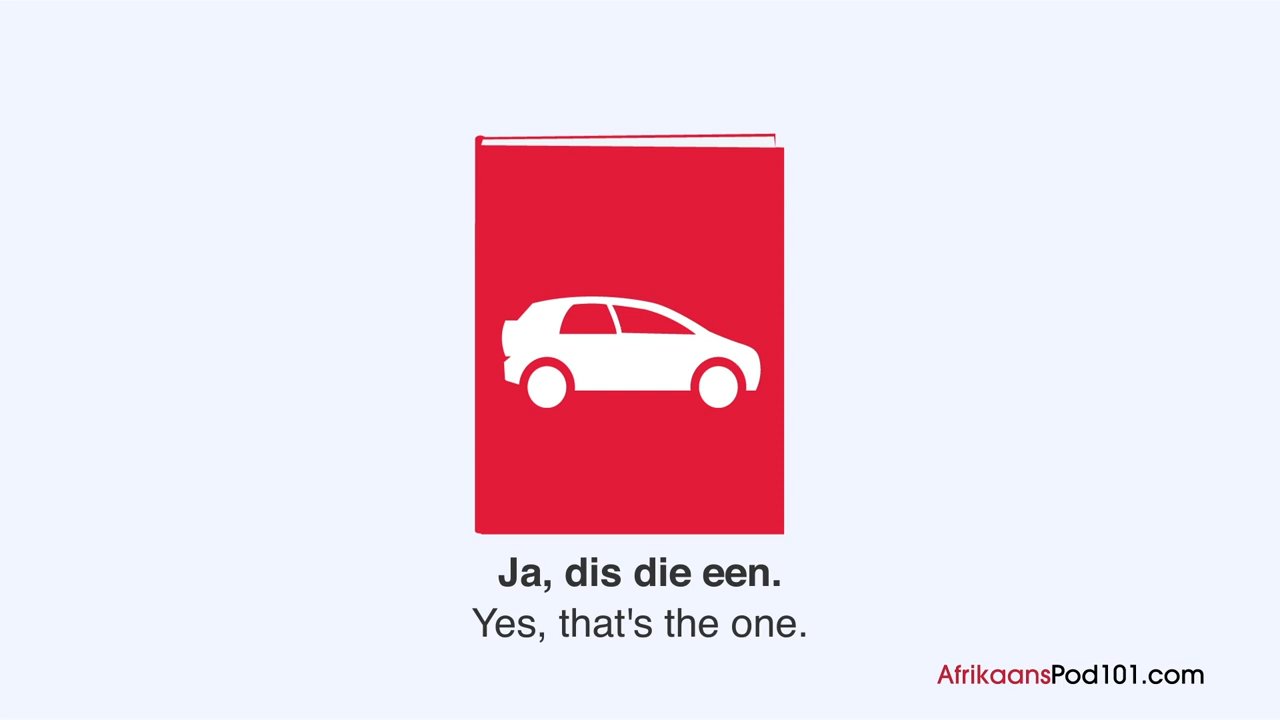 Ja, dis die een.
Yes, that's the one.
AfrikaansPod101.com